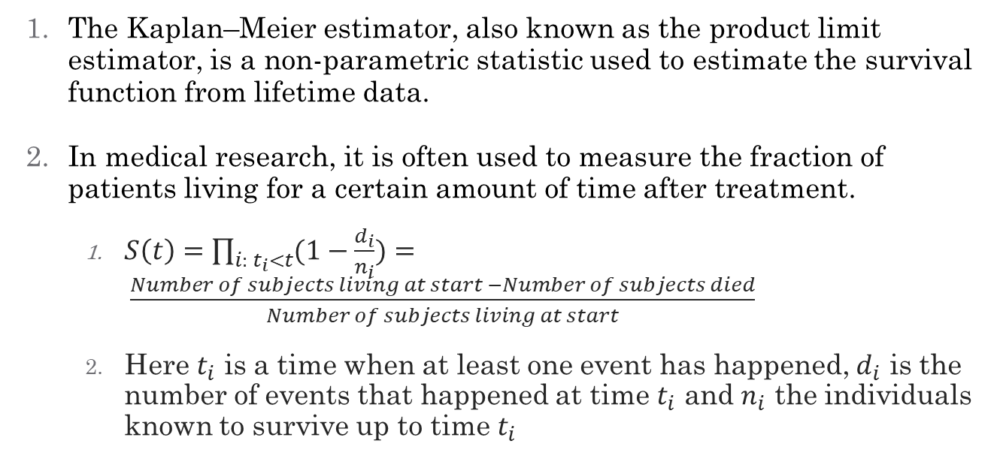 1. The Kaplan–Meier estimator, also known as the product limit
estimator, is a non-parametric statistic used to estimate the survival
function from lifetime data.
2. In medical research, it is often used to measure the fraction of
patients living for a certain amount of time after treatment.
1. S(t) = ∏_{i: t_i<t}(1 − \frac{d_i}{n_i}) =
Number of subjects living at start −Number of subjects died
Number of subjects living at start
2. Here t_i is a time when at least one event has happened, d_i is the
number of events that happened at time t_i and n_i the individuals
known to survive up to time t_i